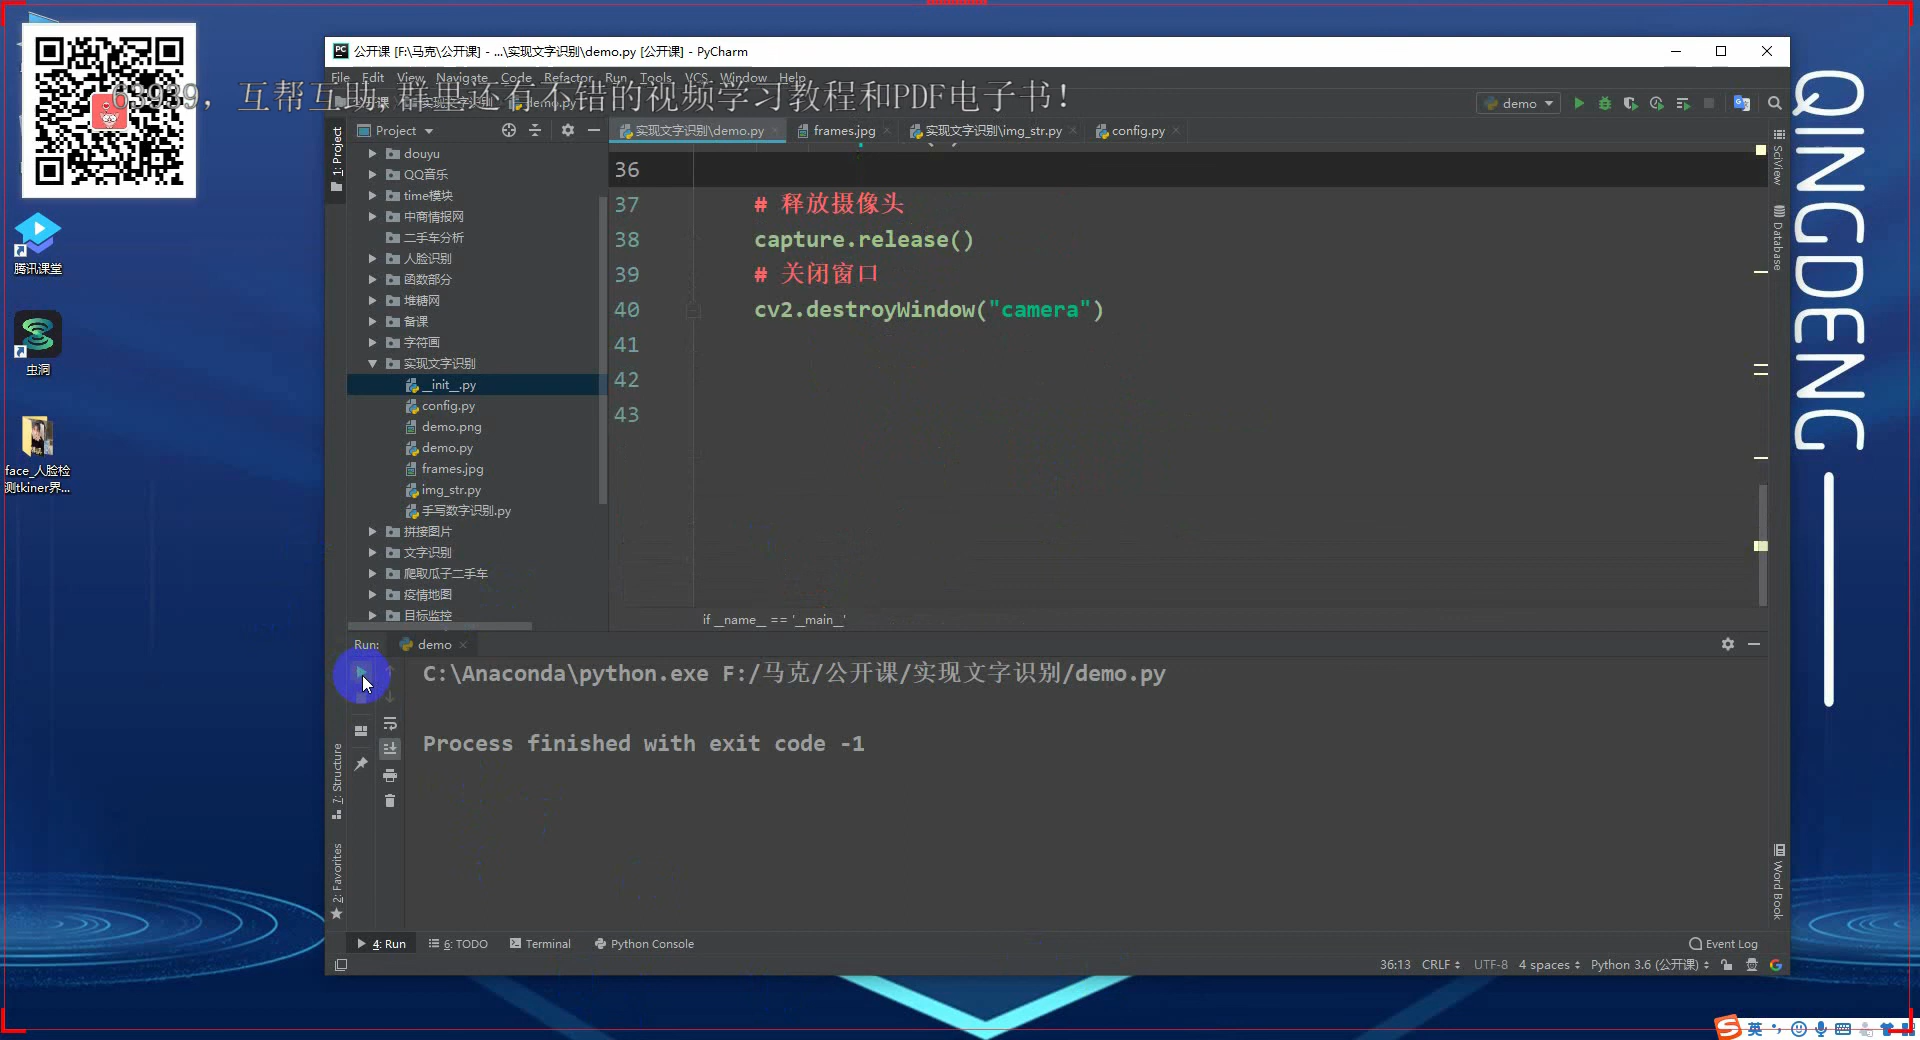 公开课 [F:\马克\公开课] - ...\实现文字识别\demo.py [公开课] - PyCharm
File Edit View Navigate Code Refactor Run Tools VCS Window Help
63939，互帮互助 群里还有不错的视频学习教程和PDF电子书！
公开课 实现文字识别 demo.py
demo
Project
实现文字识别\demo.py
frames.jpg
实现文字识别\img_str.py
config.py
1: Project
douyu
QQ音乐
time模块
中商情报网
二手车分析
人脸识别
函数部分
堆糖网
备课
字符画
实现文字识别
__init__.py
config.py
demo.png
demo.py
frames.jpg
img_str.py
手写数字识别.py
拼接图片
文字识别
爬取瓜子二手车
疫情地图
目标监控
36
37 # 释放摄像头
38 capture.release()
39 # 关闭窗口
40 cv2.destroyWindow("camera")
41
42
43
if __name__ == '__main__'
SciView
Database
Word Book
Run: demo
C:\Anaconda\python.exe F:/马克/公开课/实现文字识别/demo.py
Process finished with exit code -1
7: Structure
2: Favorites
4: Run
6: TODO
Terminal
Python Console
Event Log
36:13 CRLF UTF-8 4 spaces Python 3.6 (公开课)
腾讯课堂
虫洞
face_人脸检
测tkiner界...
QINGDENG
英